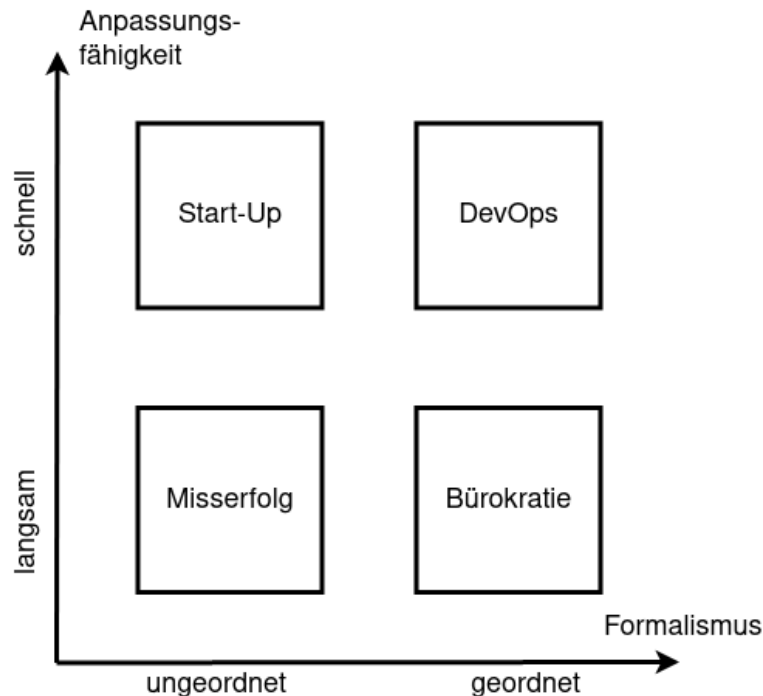 Anpassungs-
fähigkeit
schnell
Start-Up
DevOps
langsam
Misserfolg
Bürokratie
Formalismus
ungeordnet
geordnet